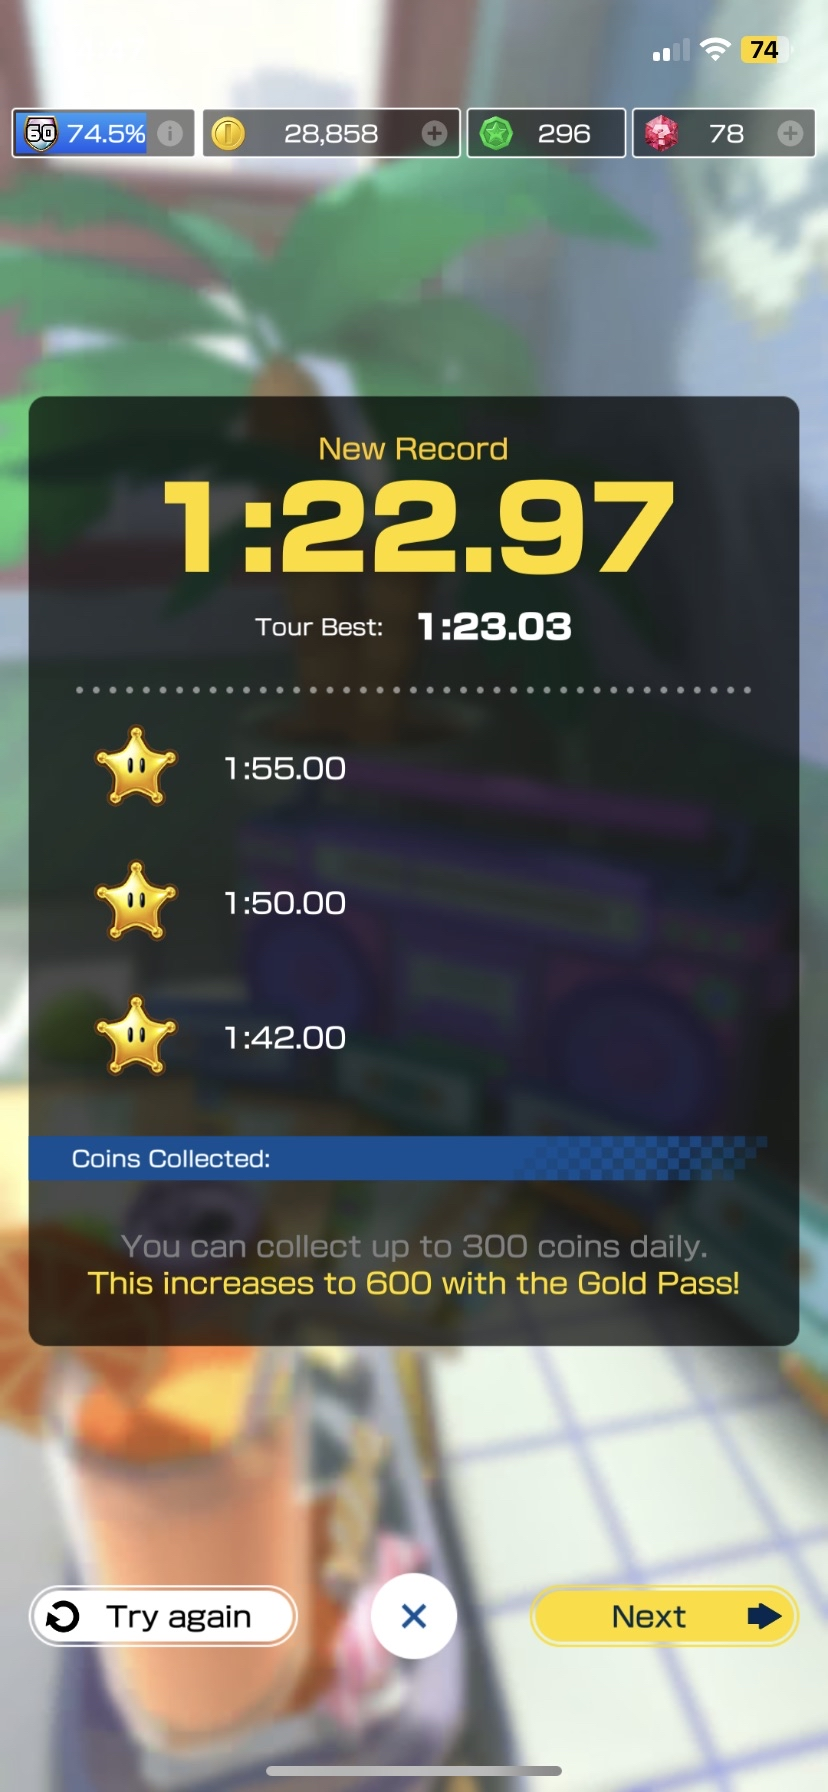 74
60 74.5% i 28,858 + 296 ? 78 +
New Record
1:22.97
Tour Best: 1:23.03
1:55.00
1:50.00
1:42.00
Coins Collected:
You can collect up to 300 coins daily.
This increases to 600 with the Gold Pass!
Try again × Next